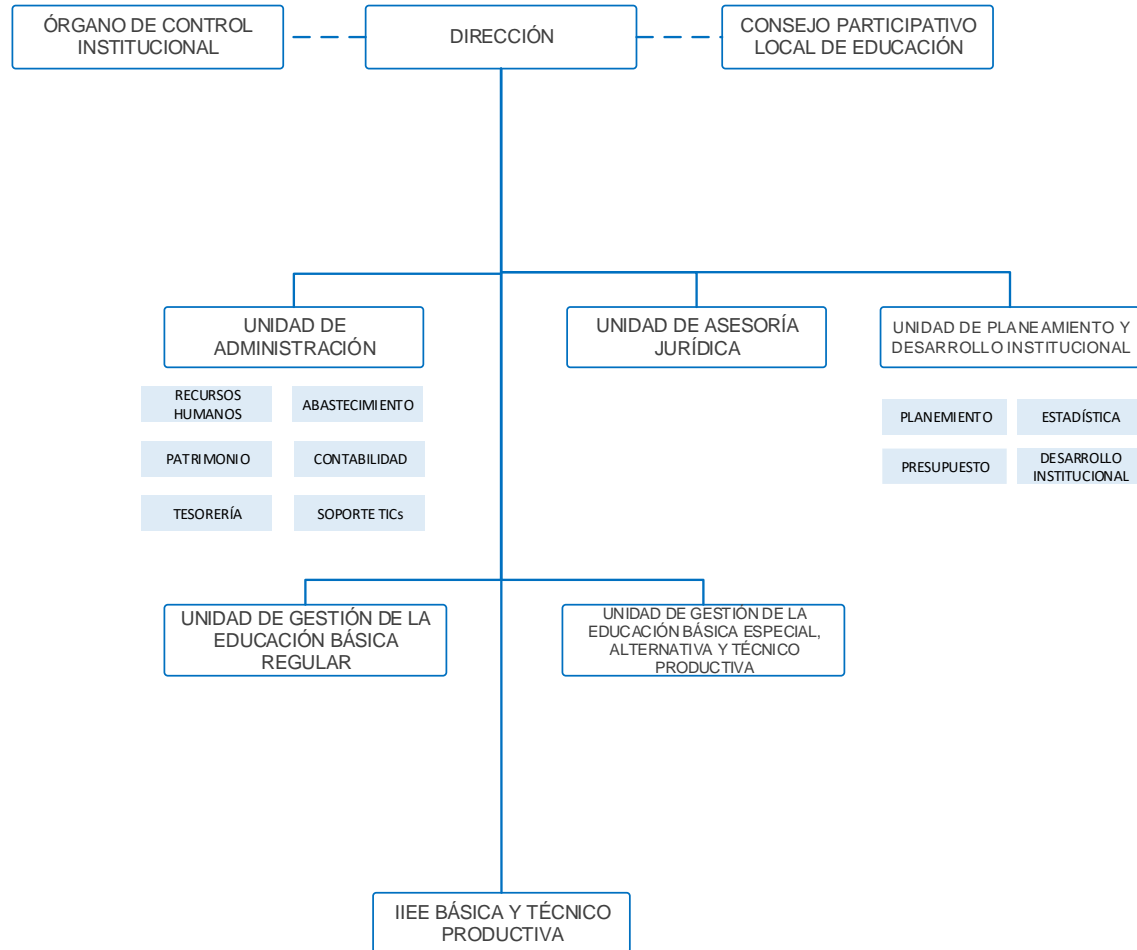 ÓRGANO DE CONTROL
INSTITUCIONAL
DIRECCIÓN
CONSEJO PARTICIPATIVO
LOCAL DE EDUCACIÓN
UNIDAD DE
ADMINISTRACIÓN
UNIDAD DE ASESORÍA
JURÍDICA
UNIDAD DE PLANEAMIENTO Y
DESARROLLO INSTITUCIONAL
RECURSOS
HUMANOS
ABASTECIMIENTO
PATRIMONIO
CONTABILIDAD
TESORERÍA
SOPORTE TICs
PLANEMIENTO
ESTADÍSTICA
PRESUPUESTO
DESARROLLO
INSTITUCIONAL
UNIDAD DE GESTIÓN DE LA
EDUCACIÓN BÁSICA
REGULAR
UNIDAD DE GESTIÓN DE LA
EDUCACIÓN BÁSICA ESPECIAL,
ALTERNATIVA Y TÉCNICO
PRODUCTIVA
IIEE BÁSICA Y TÉCNICO
PRODUCTIVA